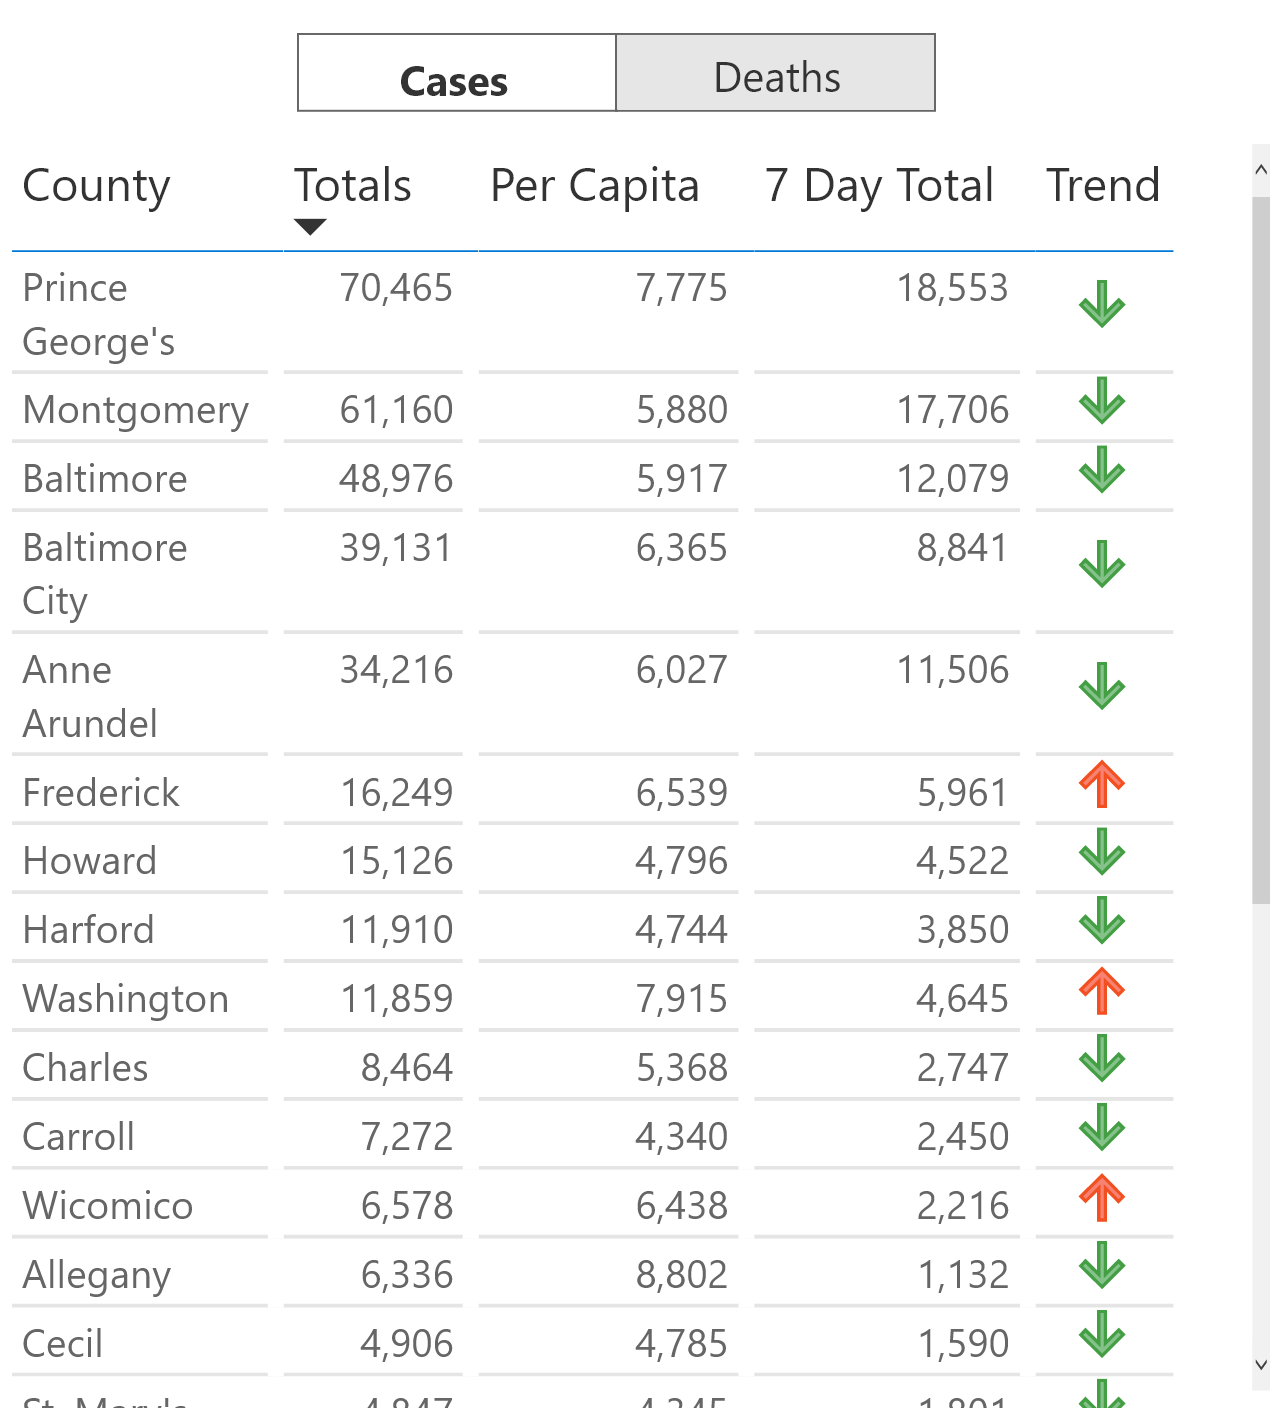 Cases Deaths
County Totals Per Capita 7 Day Total Trend
Prince 70,465 7,775 18,553
George's
Montgomery 61,160 5,880 17,706
Baltimore 48,976 5,917 12,079
Baltimore 39,131 6,365 8,841
City
Anne 34,216 6,027 11,506
Arundel
Frederick 16,249 6,539 5,961
Howard 15,126 4,796 4,522
Harford 11,910 4,744 3,850
Washington 11,859 7,915 4,645
Charles 8,464 5,368 2,747
Carroll 7,272 4,340 2,450
Wicomico 6,578 6,438 2,216
Allegany 6,336 8,802 1,132
Cecil 4,906 4,785 1,590
St. Mary's